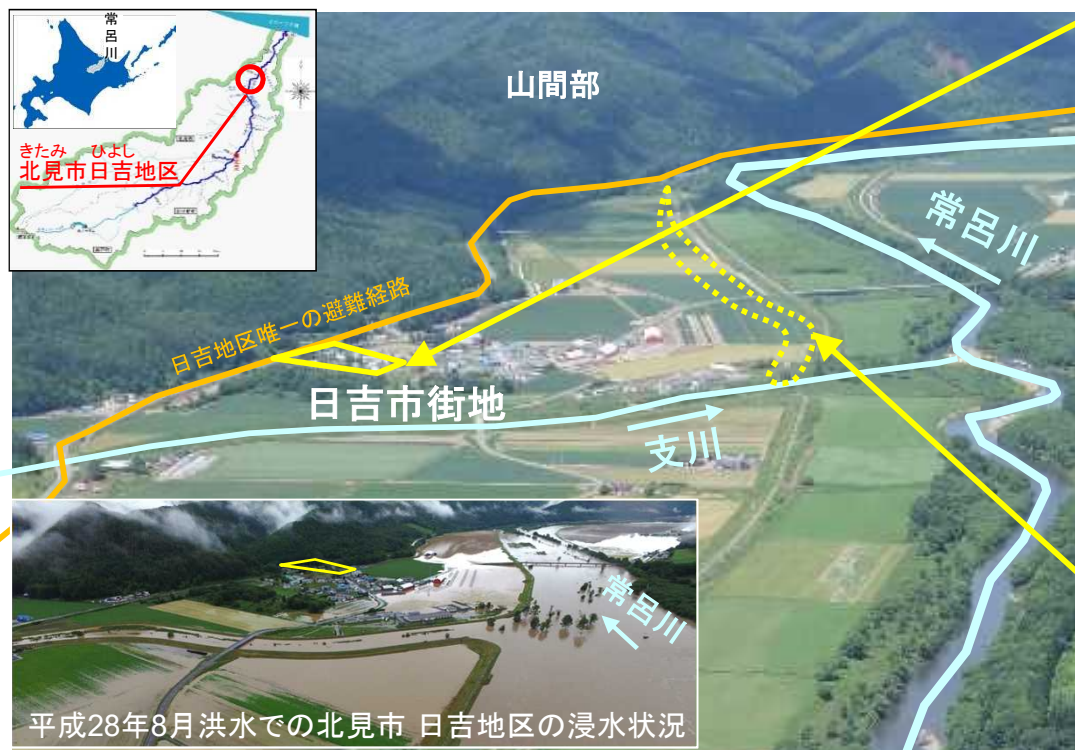 常呂川
きたみ ひよし
北見市日吉地区
山間部
常呂川
日吉地区唯一の避難経路
日吉市街地
支川
常呂川
平成28年8月洪水での北見市 日吉地区の浸水状況